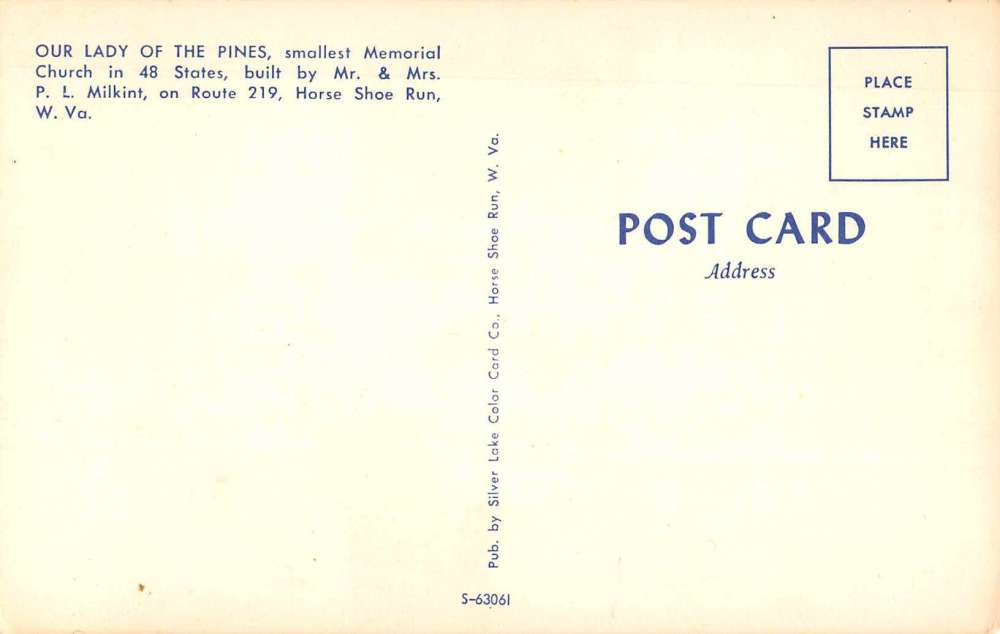 OUR LADY OF THE PINES, smallest Memorial
Church in 48 States, built by Mr. & Mrs.
P. L. Milkint, on Route 219, Horse Shoe Run,
W. Va.
Pub. by Silver Lake Color Card Co., Horse Shoe Run, W. Va.
S-63061
PLACE
STAMP
HERE
POST CARD
Address